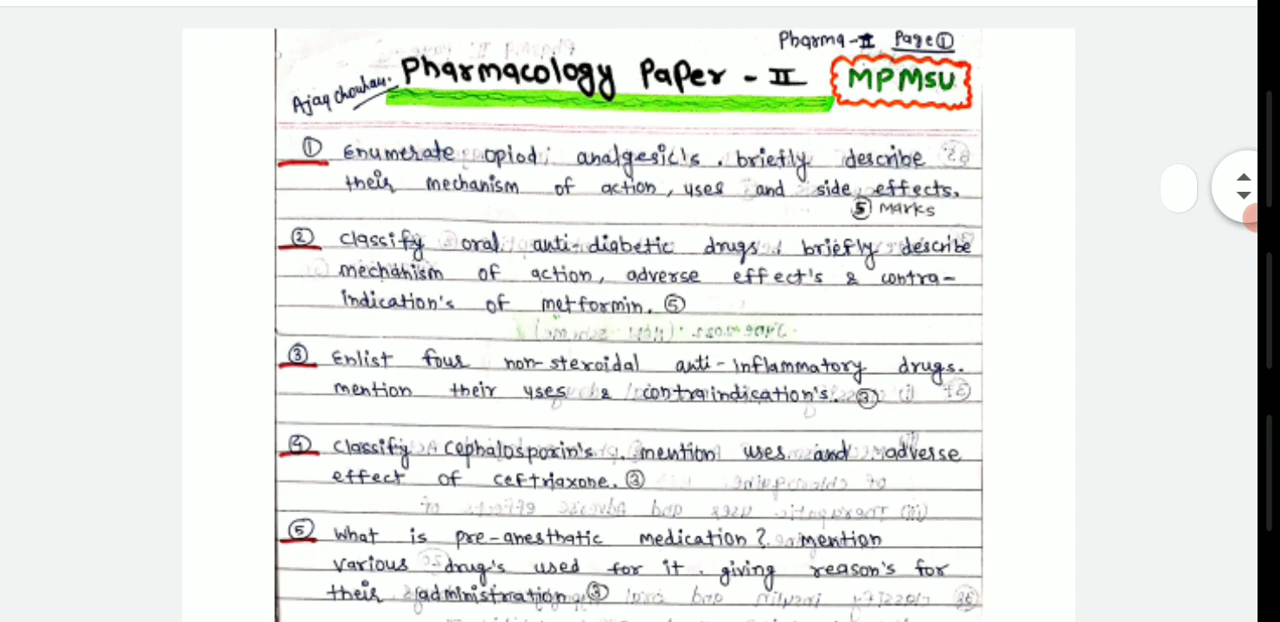 Pharma-II Page ①
Ajay Chouhan.
Pharmacology Paper - II
MPMSU
① Enumerate opiod analgesic's. briefly describe
their mechanism of action, uses and side effects.
⑤ Marks
② classify oral anti-diabetic drugs. briefly describe
mechanism of action, adverse effect's & contra-
indication's of metformin. ⑤
③ Enlist four non-steroidal anti-inflammatory drugs.
mention their uses & contraindication's. ③
④ Classify cephalosporin's. mention uses and adverse
effect of ceftriaxone. ③
⑤ What is pre-anesthatic medication? mention
various drug's used for it. giving reason's for
their administration. ③